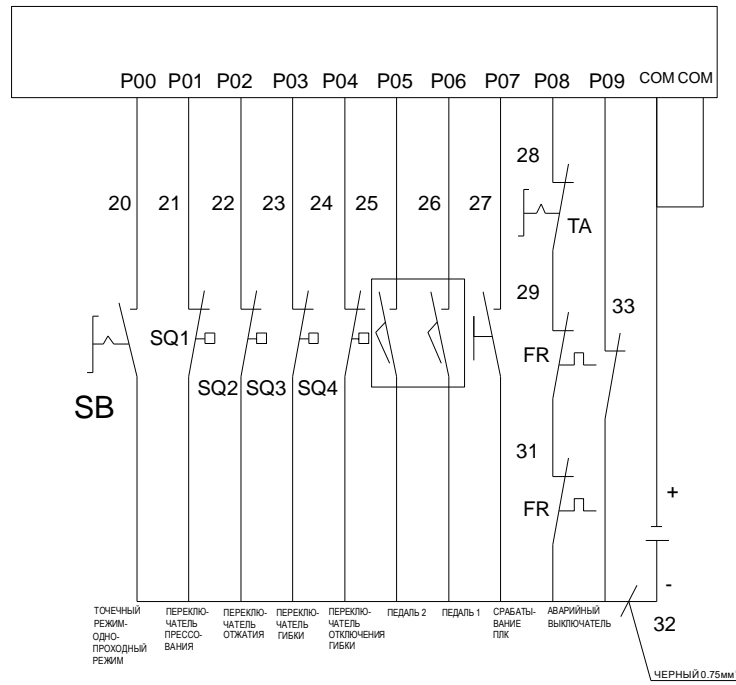 P00 P01 P02 P03 P04 P05 P06 P07 P08 P09 COM COM
28
20 21 22 23 24 25 26 27
TA
29 33
SQ1
FR
SQ2 SQ3 SQ4
SB
31
FR
+
-
32
ТОЧЕЧНЫЙ
РЕЖИМ-
ОДНО-
ПРОХОДНЫЙ
РЕЖИМ
ПЕРЕКЛЮ-
ЧАТЕЛЬ
ПРЕССО-
ВАНИЯ
ПЕРЕКЛЮ-
ЧАТЕЛЬ
ОТЖАТИЯ
ПЕРЕКЛЮ-
ЧАТЕЛЬ
ГИБКИ
ПЕРЕКЛЮ-
ЧАТЕЛЬ
ОТКЛЮЧЕНИЯ
ГИБКИ
ПЕДАЛЬ 2
ПЕДАЛЬ 1
СРАБАТЫ-
ВАНИЕ
ПЛК
АВАРИЙНЫЙ
ВЫКЛЮЧАТЕЛЬ
ЧЕРНЫЙ 0.75мм²